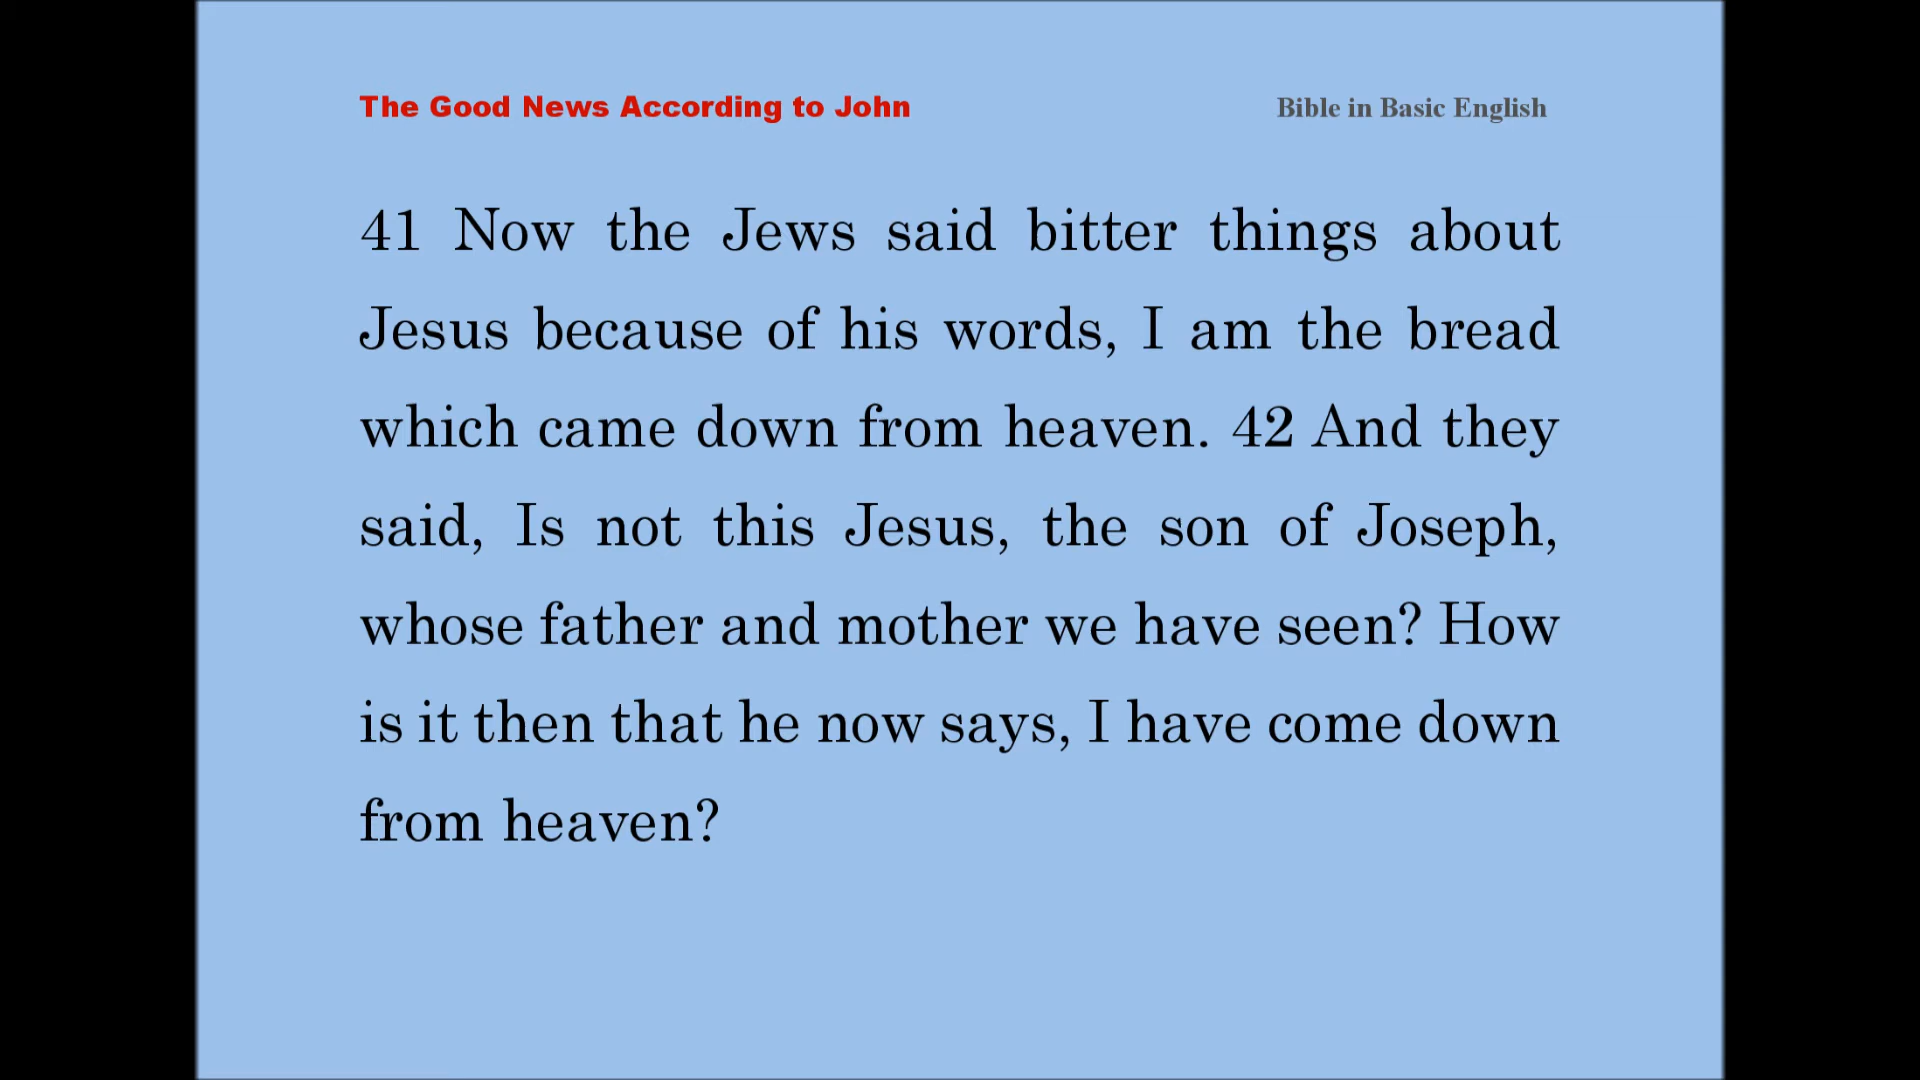 The Good News According to John
Bible in Basic English
41 Now the Jews said bitter things about
Jesus because of his words, I am the bread
which came down from heaven. 42 And they
said, Is not this Jesus, the son of Joseph,
whose father and mother we have seen? How
is it then that he now says, I have come down
from heaven?